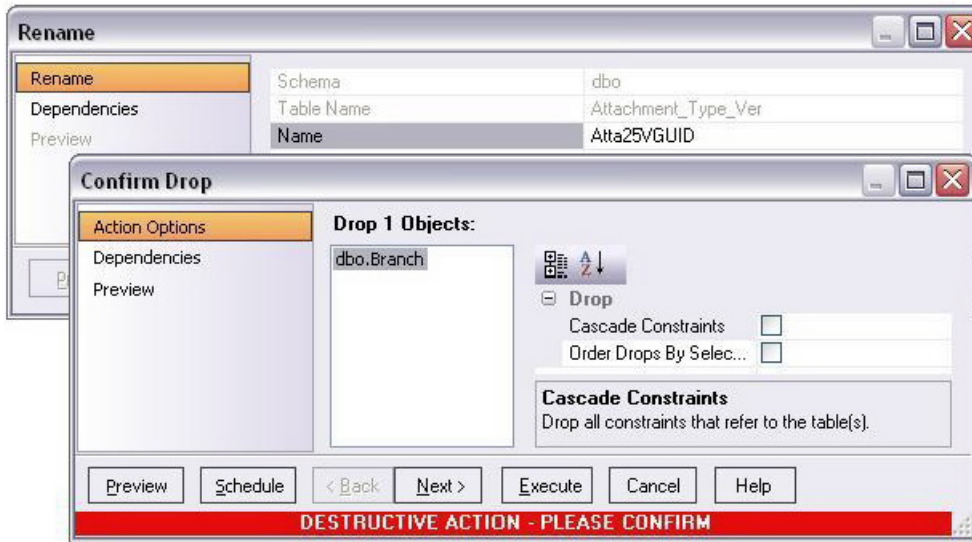 Rename
Rename
Dependencies
Preview
Schema dbo
Table Name Attachment_Type_Ver
Name Atta25VGUID
Confirm Drop
Action Options
Dependencies
Preview
Drop 1 Objects:
dbo.Branch
Drop
Cascade Constraints
Order Drops By Selec...
Cascade Constraints
Drop all constraints that refer to the table(s).
Preview Schedule < Back Next > Execute Cancel Help
DESTRUCTIVE ACTION - PLEASE CONFIRM